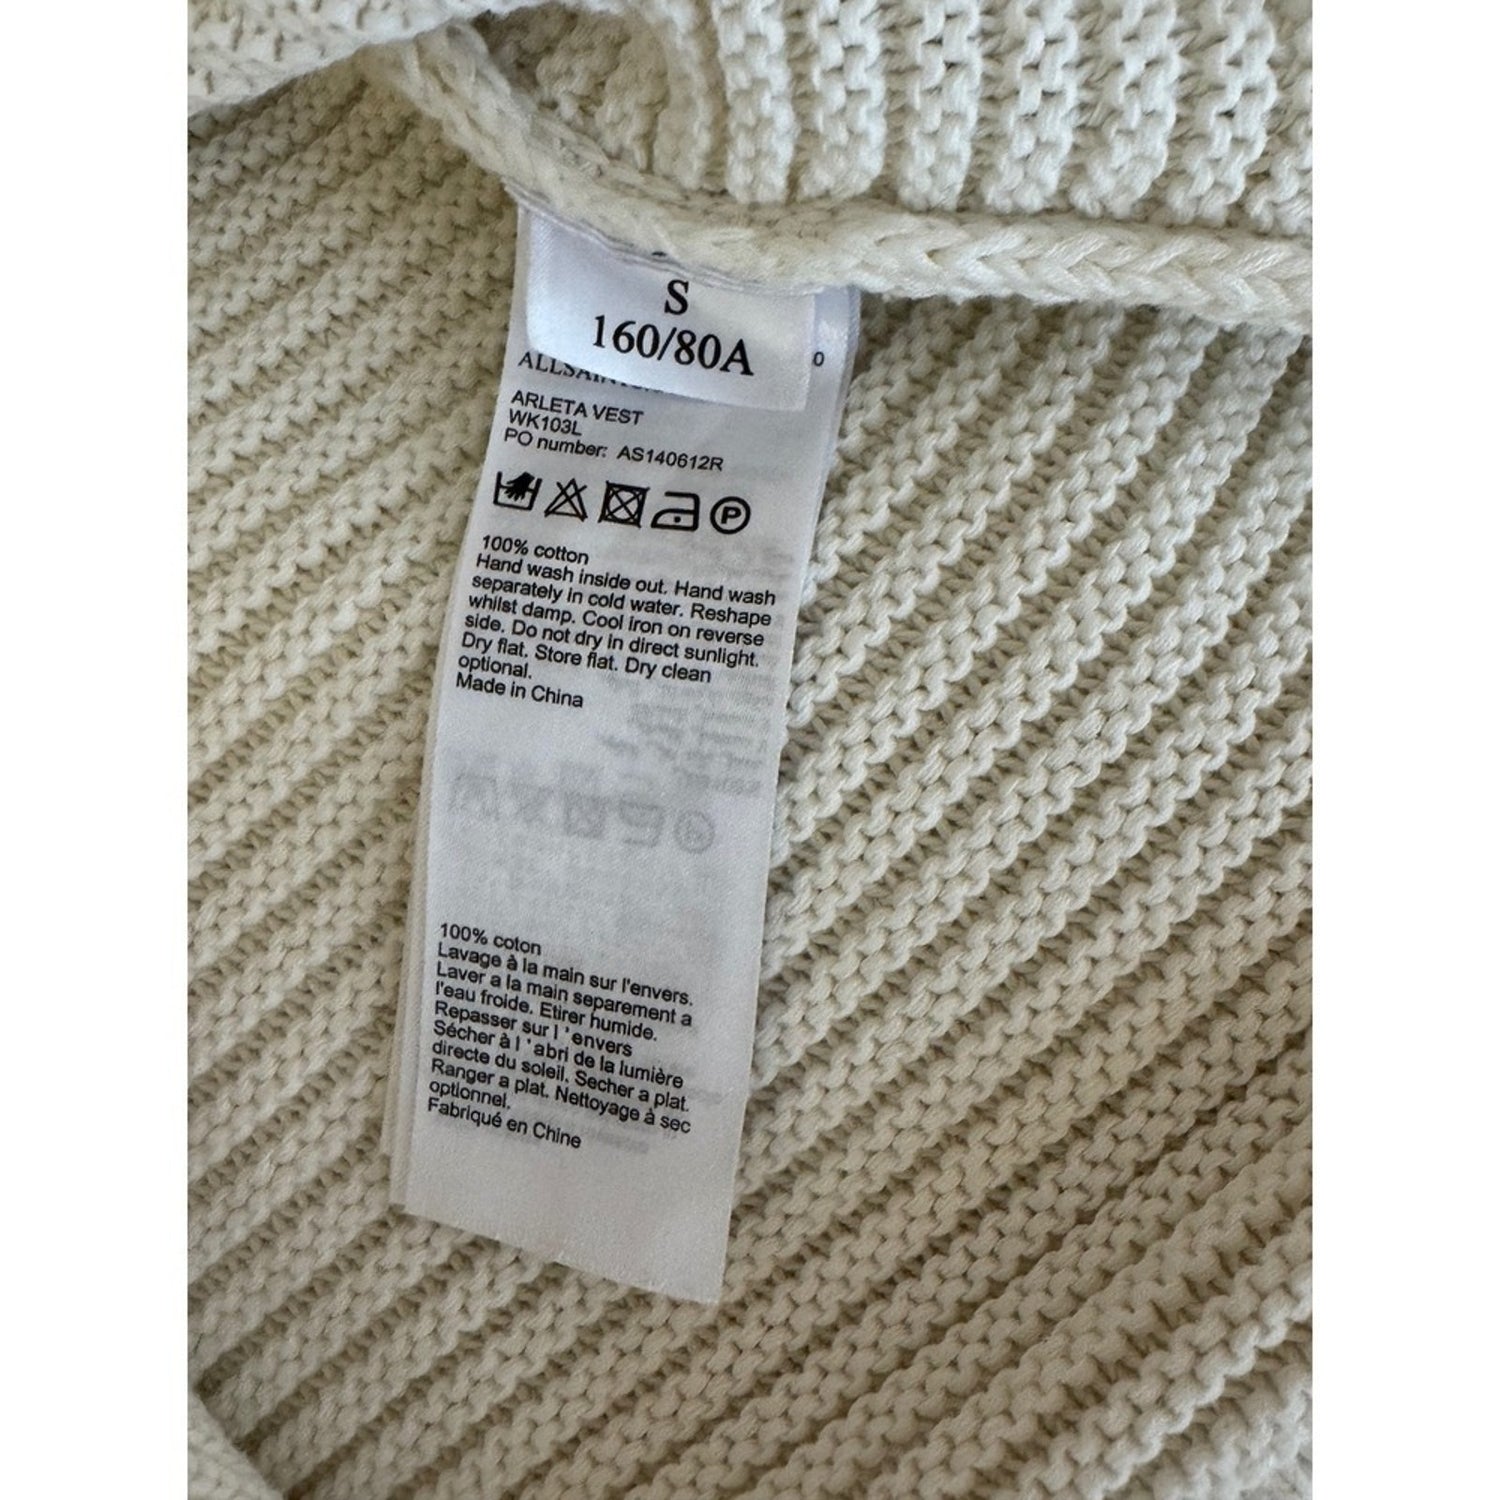 S
160/80A
0
ARLETA VEST
WK103L
PO number: AS140612R
P
100% cotton
Hand wash inside out. Hand wash
separately in cold water. Reshape
whilst damp. Cool iron on reverse
side. Do not dry in direct sunlight.
Dry flat. Store flat. Dry clean
optional.
Made in China
100% coton
Lavage à la main sur l'envers.
Laver a la main separement a
l'eau froide. Etirer humide.
Repasser sur l 'envers
Sécher à l 'abri de la lumière
directe du soleil. Secher a plat.
Ranger a plat. Nettoyage à sec
optionnel.
Fabriqué en Chine